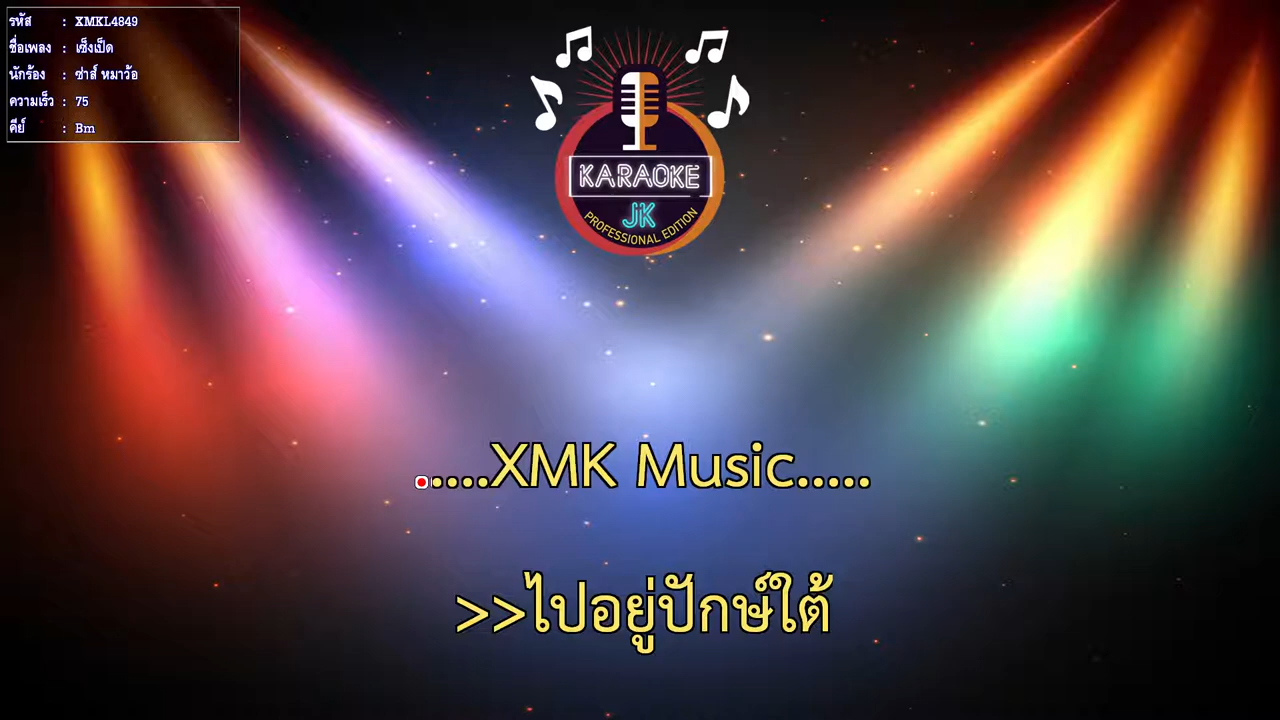 รหัส : XMKL4849
ชื่อเพลง : เซ็งเป็ด
นักร้อง : ซ่าส์ หมาว้อ
ความเร็ว : 75
คีย์ : Bm
KARAOKE
JK
PROFESSIONAL EDITION
.....XMK Music.....
>>ไปอยู่ปักษ์ใต้